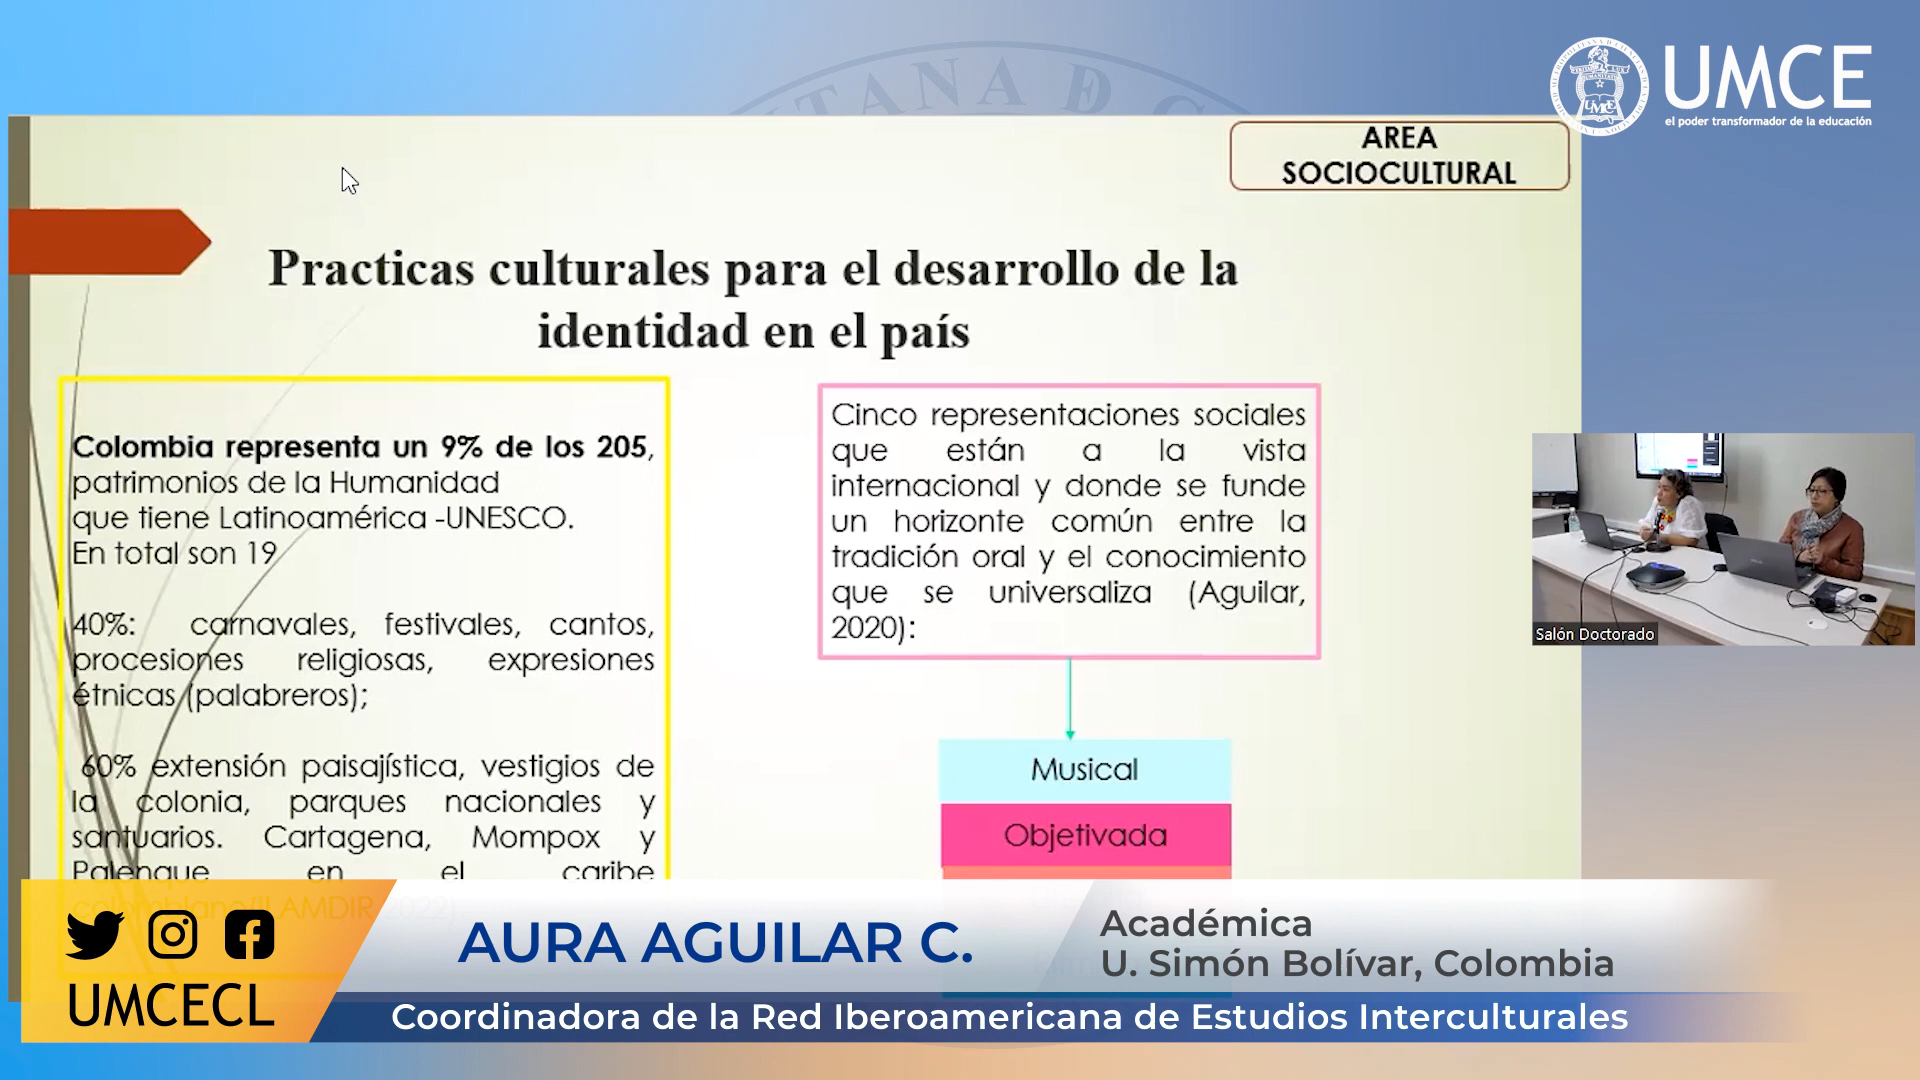 UMCE
el poder transformador de la educación
AREA
SOCIOCULTURAL
Practicas culturales para el desarrollo de la
identidad en el país
Colombia representa un 9% de los 205,
patrimonios de la Humanidad
que tiene Latinoamérica -UNESCO.
En total son 19
40%: carnavales, festivales, cantos,
procesiones religiosas, expresiones
étnicas (palabreros);
60% extensión paisajística, vestigios de
la colonia, parques nacionales y
santuarios. Cartagena, Mompox y
Palenque en el caribe
Cinco representaciones sociales
que están a la vista
internacional y donde se funde
un horizonte común entre la
tradición oral y el conocimiento
que se universaliza (Aguilar,
2020):
Musical
Objetivada
Salón Doctorado
UMCECL
AURA AGUILAR C.
Académica
U. Simón Bolívar, Colombia
Coordinadora de la Red Iberoamericana de Estudios Interculturales